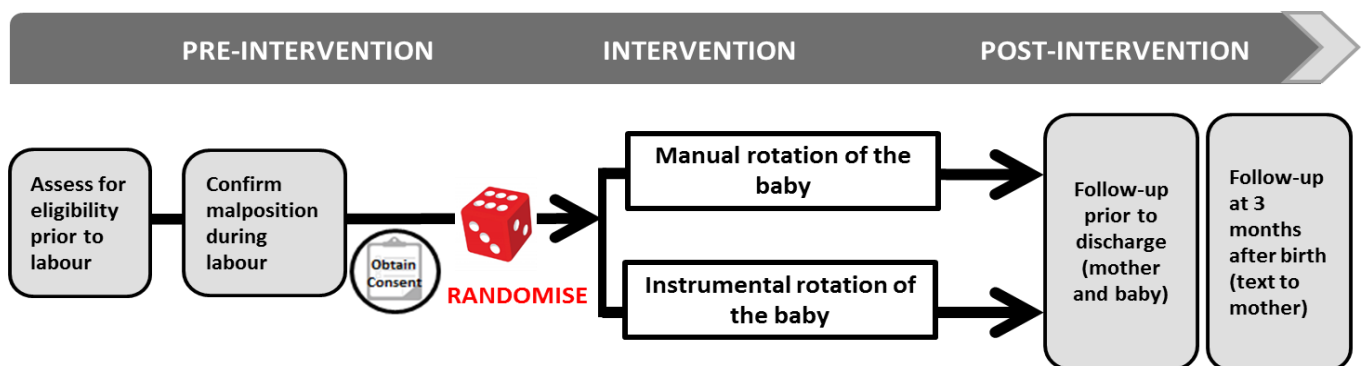 PRE-INTERVENTION
INTERVENTION
POST-INTERVENTION
Assess for
eligibility
prior to
labour
Confirm
malposition
during
labour
Obtain
Consent
RANDOMISE
Manual rotation of the
baby
Instrumental rotation of
the baby
Follow-up
prior to
discharge
(mother
and baby)
Follow-up
at 3
months
after birth
(text to
mother)